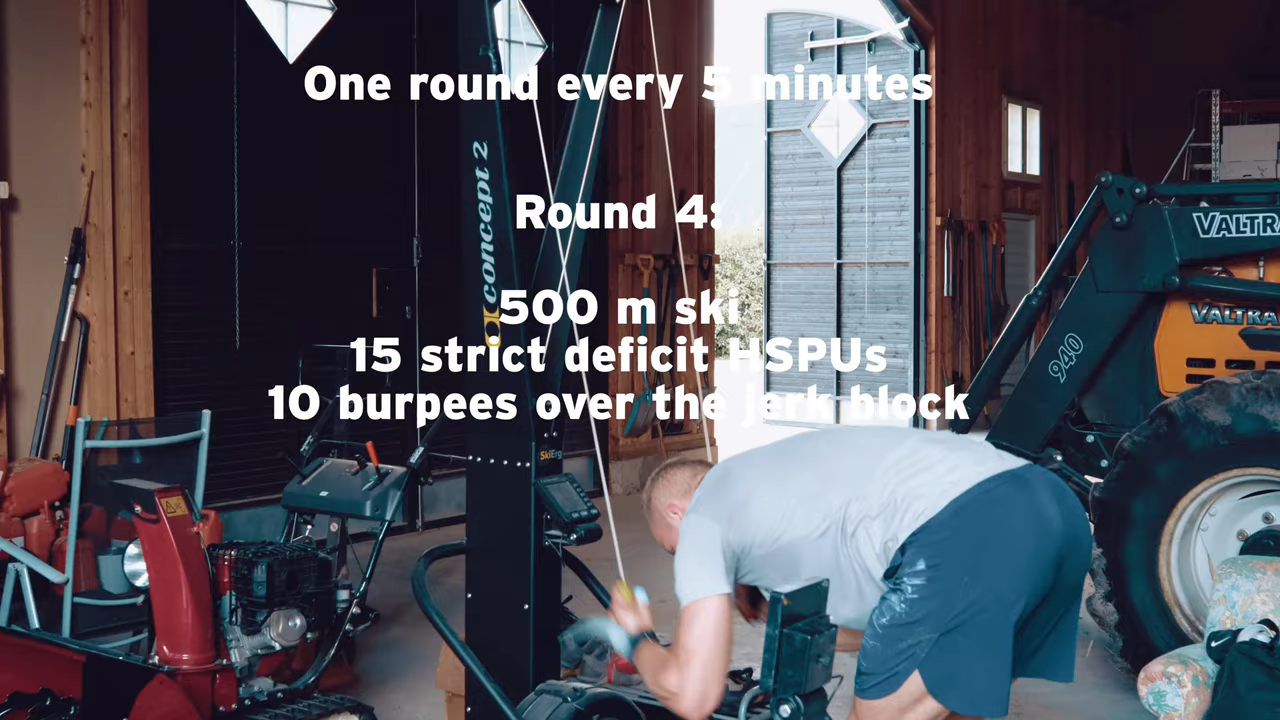 One round every 5 minutes
Round 4:
500 m ski
15 strict deficit HSPUs
10 burpees over the jerk block
concept 2
SkiErg
VALTRA
VALTRA
940